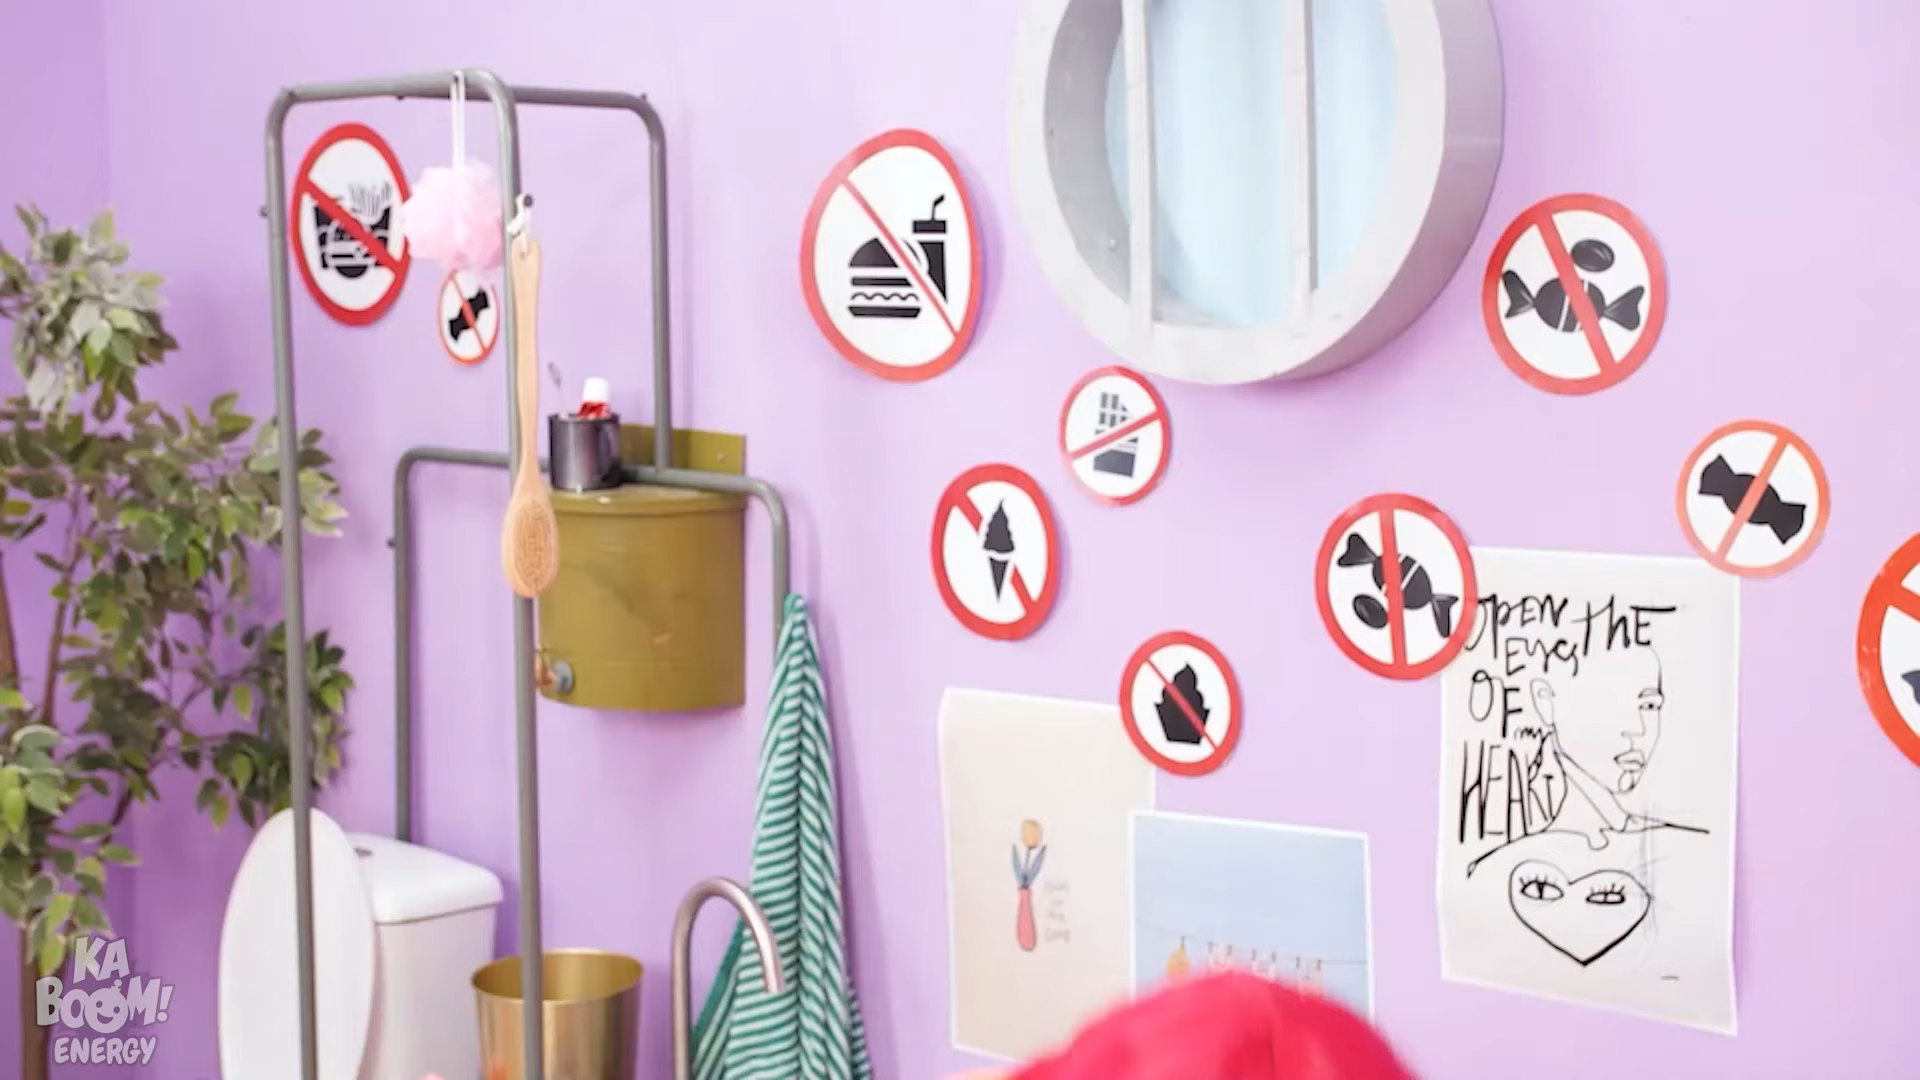 OPEN THE
EYES
OF
my
HEART
KA
BOOM!
ENERGY